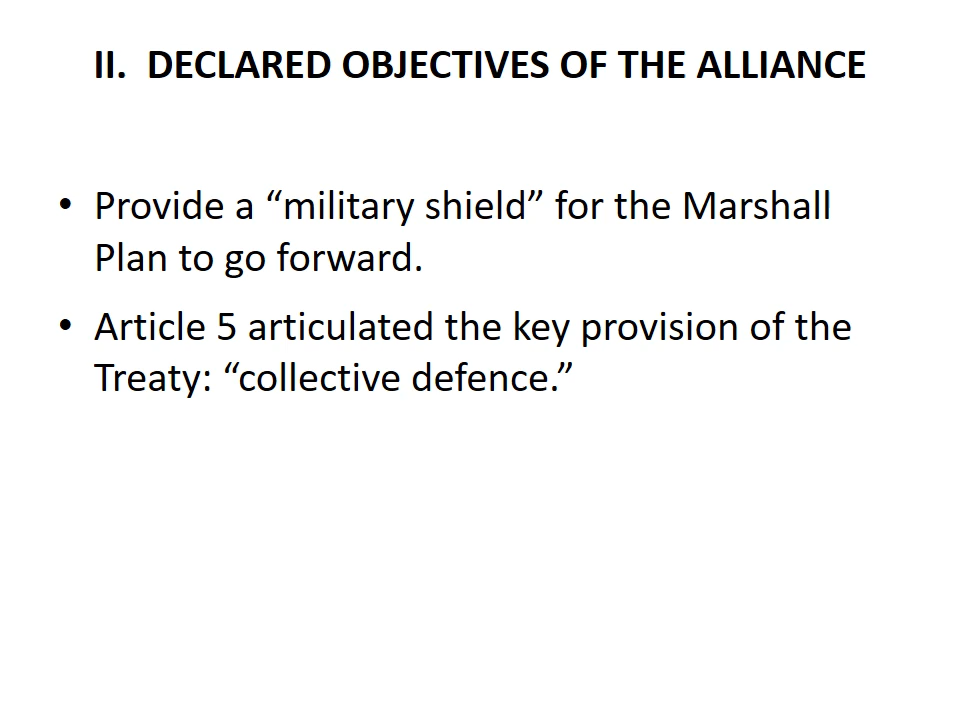 II.  DECLARED OBJECTIVES OF THE ALLIANCE
• Provide a “military shield” for the Marshall
Plan to go forward.
• Article 5 articulated the key provision of the
Treaty: “collective defence.”